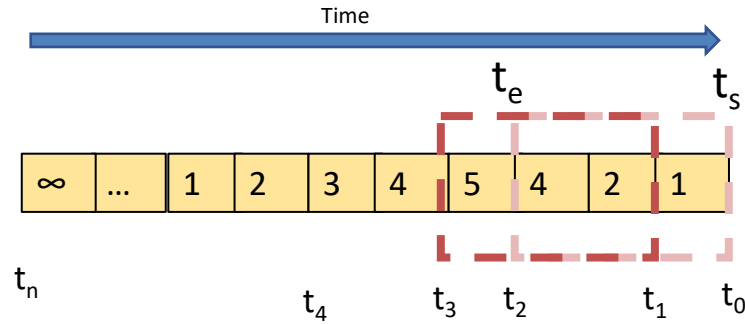 Time
tₑ tₛ
∞ ... 1 2 3 4 5 4 2 1
tₙ t₄ t₃ t₂ t₁ t₀